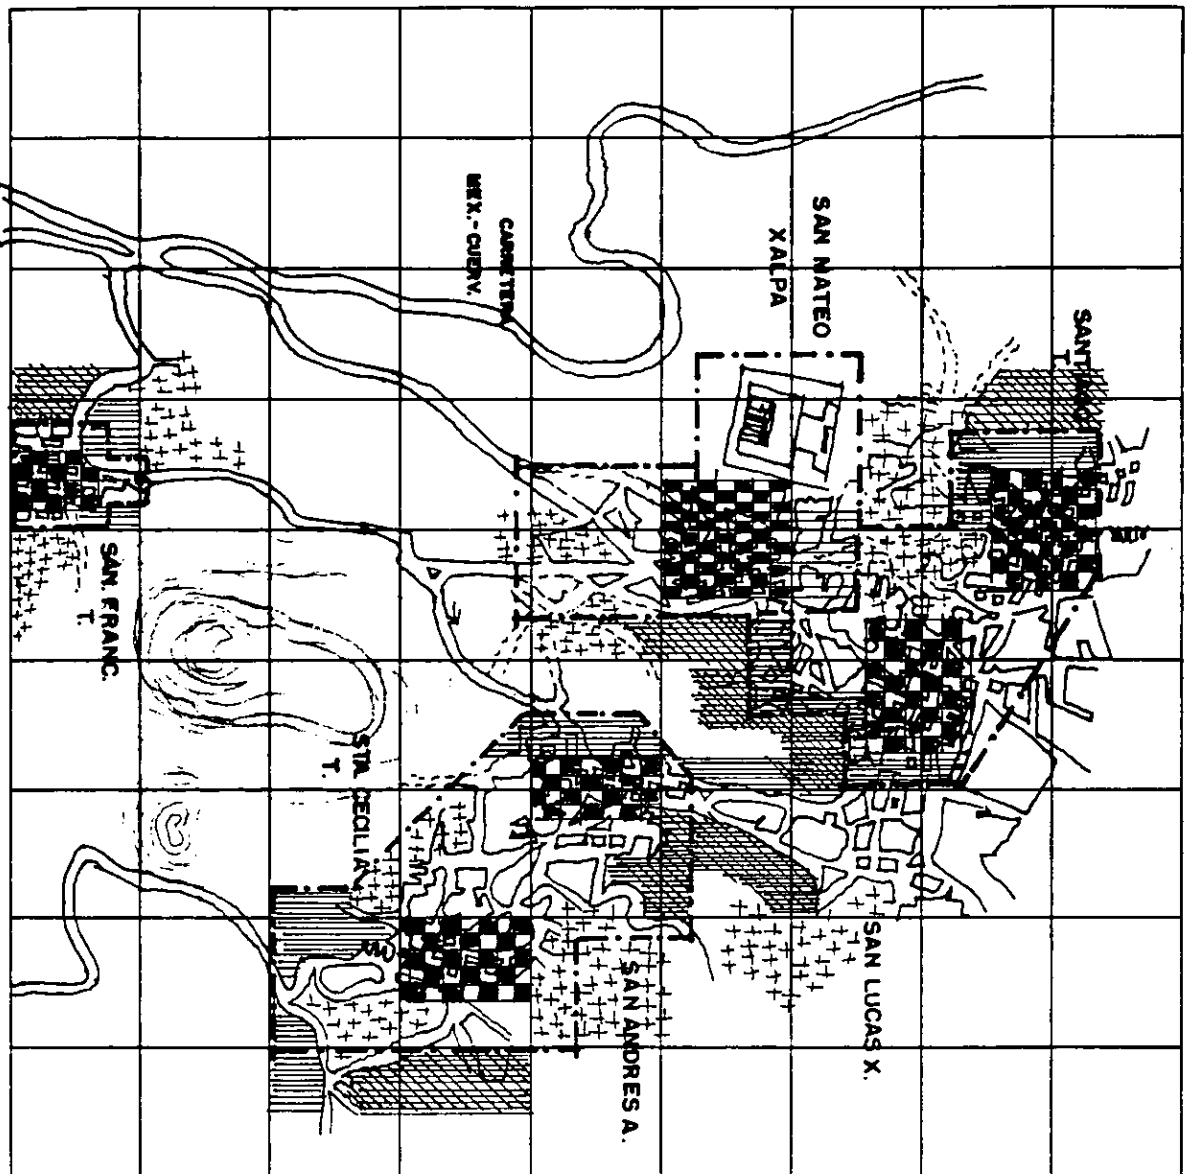 SANTIAGO
T.
SAN MATEO
XALPA
CARRETERA
MEX.-CUERV.
SAN LUCAS X.
SAN ANDRES A.
STA. CECILIA
T.
SAN. FRANC.
T.